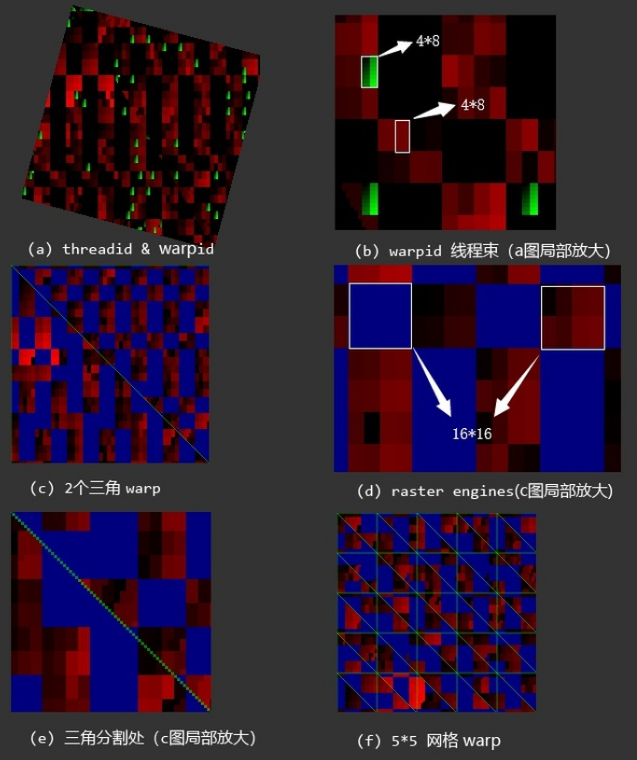 4*8
4*8
(a) threadid & warpid
(b) warpid 线程束 (a图局部放大)
16*16
(c) 2个三角 warp
(d) raster engines(c图局部放大)
(e) 三角分割处 (c图局部放大)
(f) 5*5 网格 warp